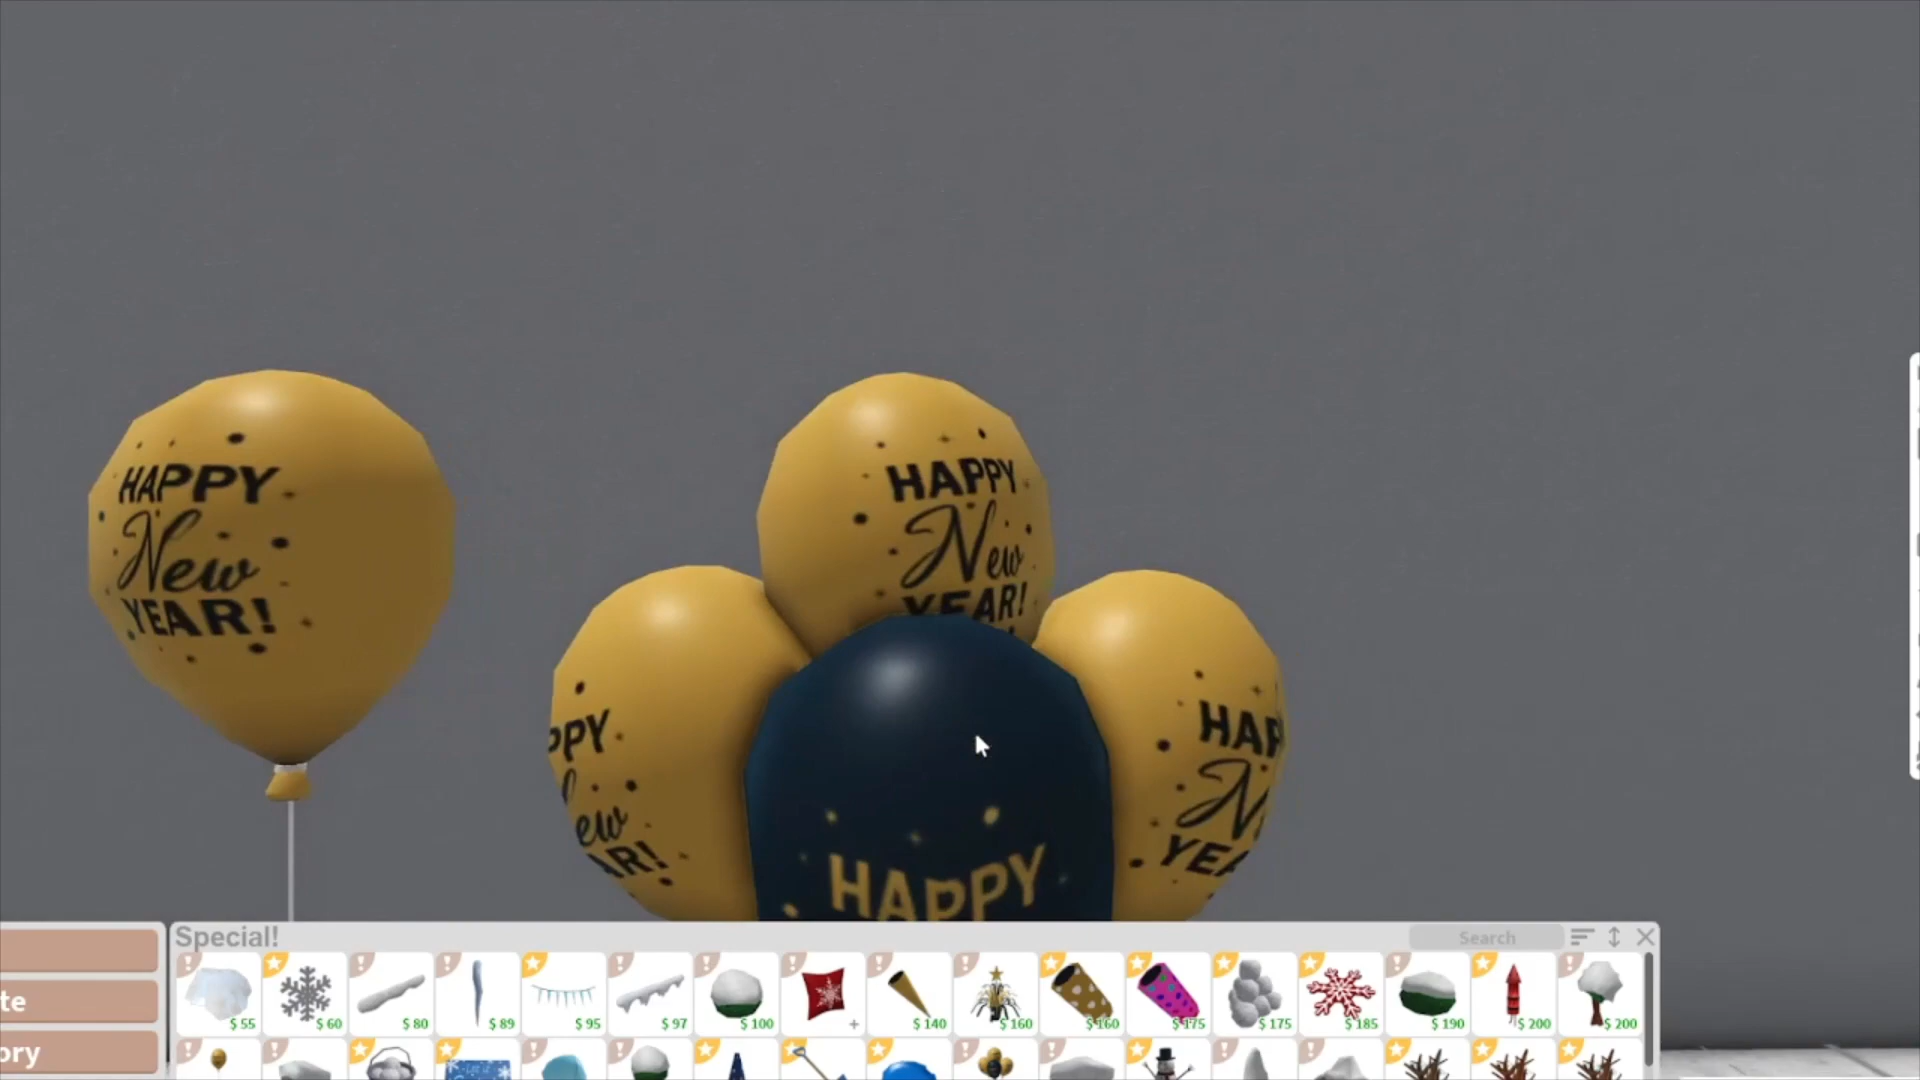 HAPPY
New
YEAR!
HAPPY
New
YEAR!
PPY
ew
AR!
HAP
N
YEA
HAPPY
Special!
Search
te
ory
$ 55
$ 60
$ 80
$ 89
$ 95
$ 97
$ 100
+
$ 140
$ 160
$ 160
$ 175
$ 175
$ 185
$ 190
$ 200
$ 200